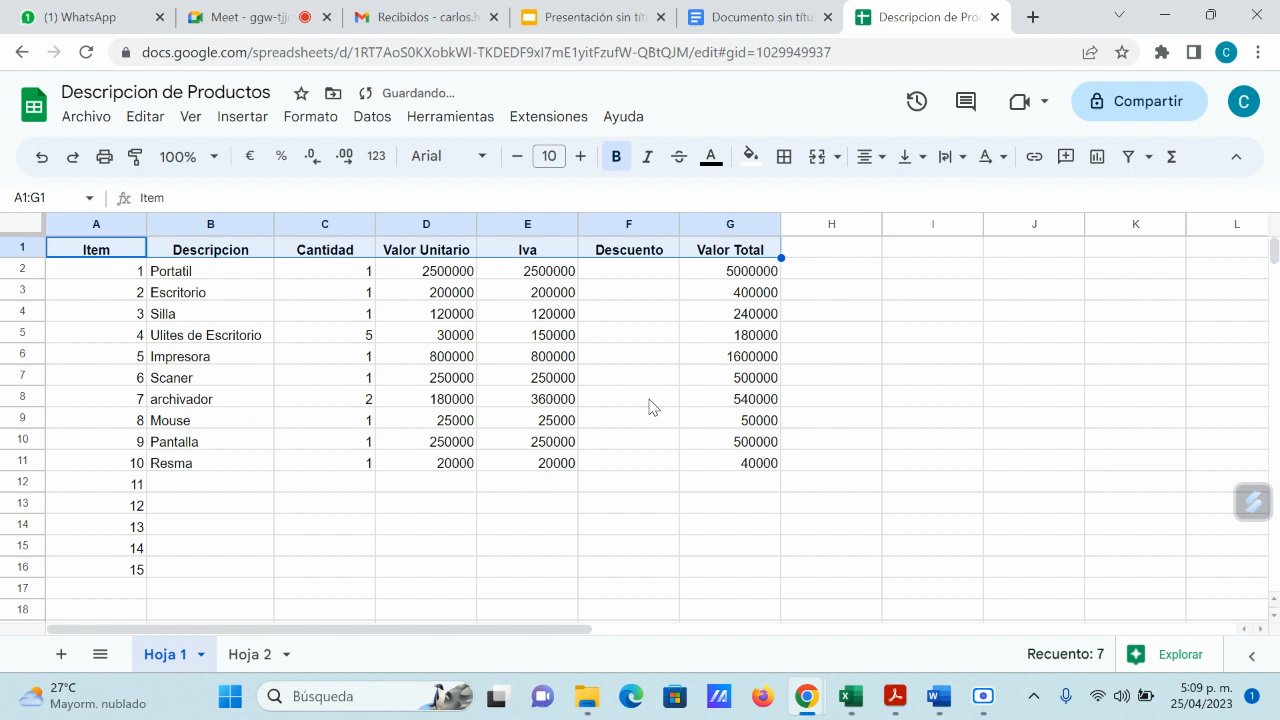 (1) WhatsApp
Meet - ggw-tjj
Recibidos - carlos.h
Presentación sin tít
Documento sin títu
Descripcion de Pro
docs.google.com/spreadsheets/d/1RT7AoS0KXobkWI-TKDEDF9xI7mE1yitFzufW-QBtQJM/edit#gid=1029949937
C
Descripcion de Productos
Guardando...
Compartir
C
Archivo Editar Ver Insertar Formato Datos Herramientas Extensiones Ayuda
100% € % .0 .00 123 Arial 10 B I A
A1:G1 fx Item
A B C D E F G H I J K L
1 Item Descripcion Cantidad Valor Unitario Iva Descuento Valor Total
2 1 Portatil 1 2500000 2500000 5000000
3 2 Escritorio 1 200000 200000 400000
4 3 Silla 1 120000 120000 240000
5 4 Ulites de Escritorio 5 30000 150000 180000
6 5 Impresora 1 800000 800000 1600000
7 6 Scaner 1 250000 250000 500000
8 7 archivador 2 180000 360000 540000
9 8 Mouse 1 25000 25000 50000
10 9 Pantalla 1 250000 250000 500000
11 10 Resma 1 20000 20000 40000
12 11
13 12
14 13
15 14
16 15
17
18
Hoja 1 Hoja 2 Recuento: 7 Explorar
27°C
Mayorm. nublado
Búsqueda
5:09 p. m.
25/04/2023
1